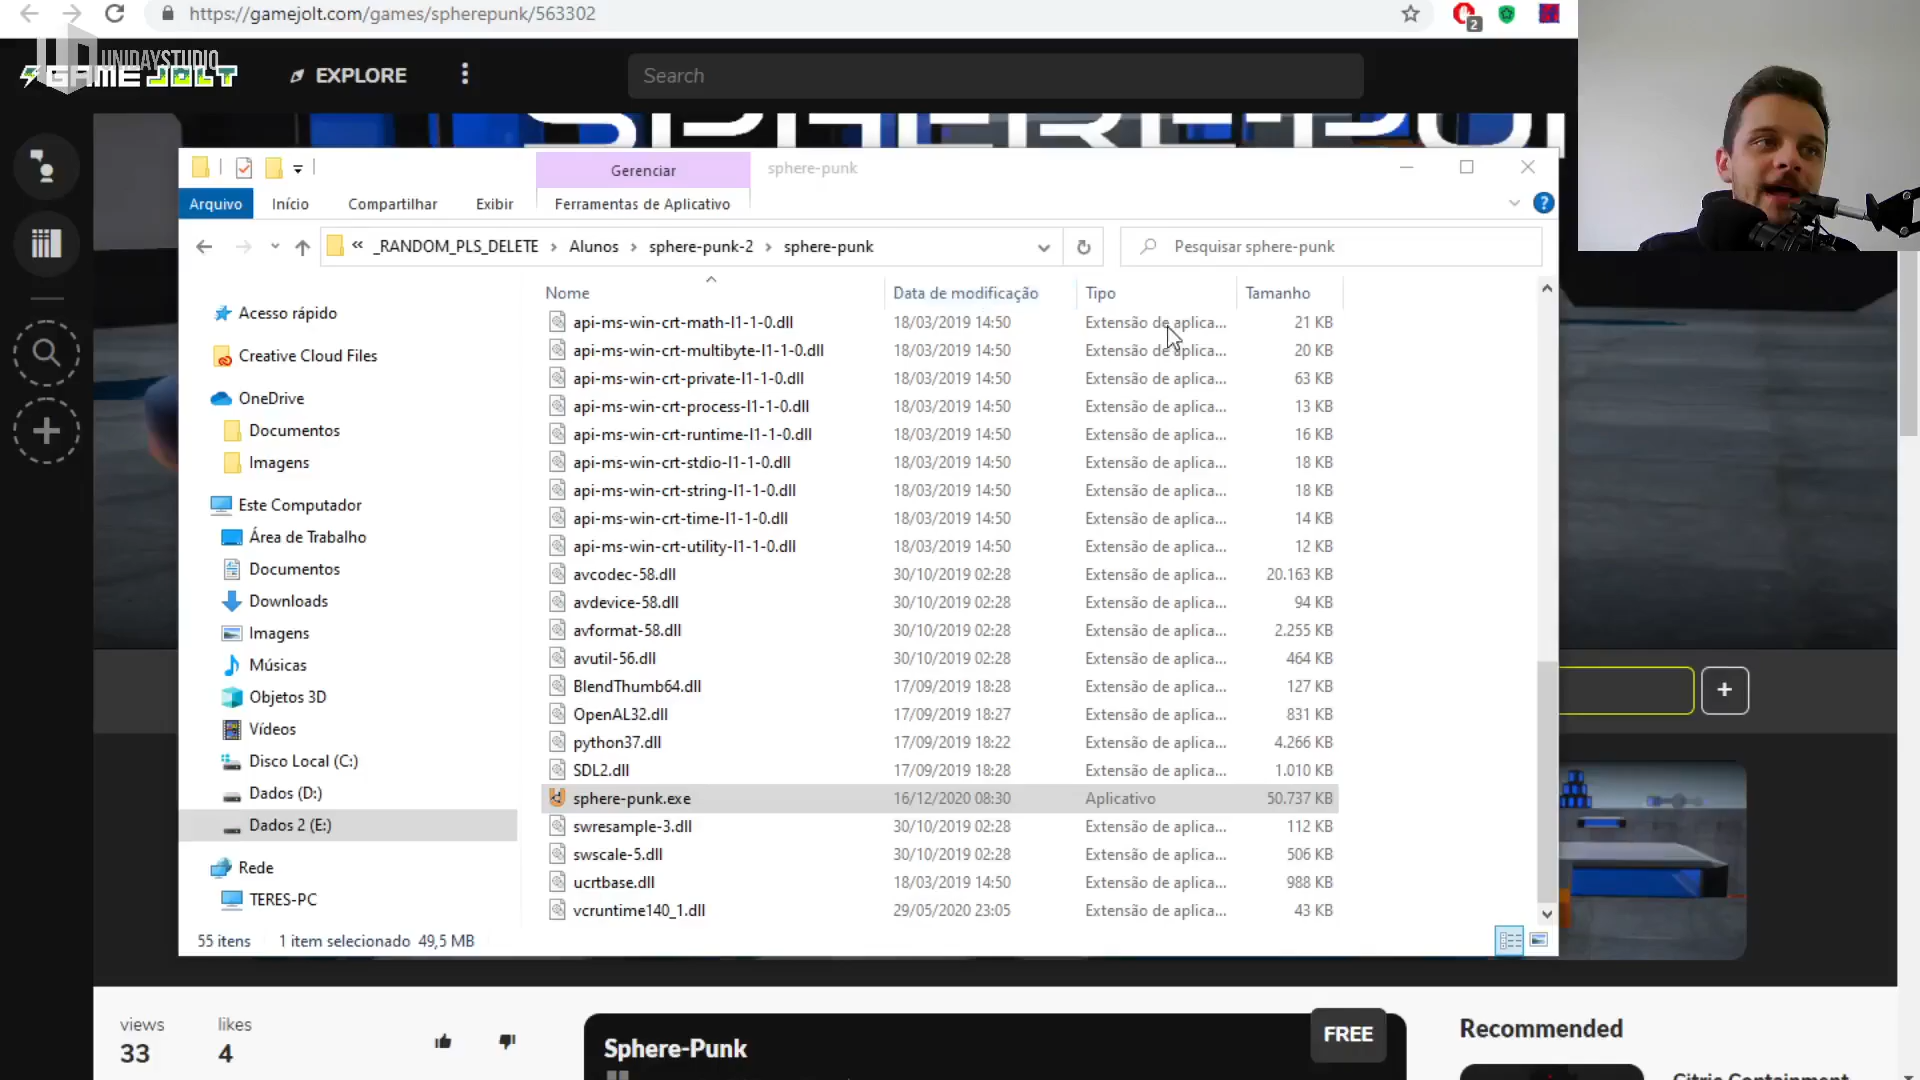 https://gamejolt.com/games/spherepunk/563302
2
UNIDAYSTUDIO
GAME JOLT
EXPLORE
Search
SPHERE-PUN
Gerenciar
sphere-punk
Arquivo
Início
Compartilhar
Exibir
Ferramentas de Aplicativo
?
« _RANDOM_PLS_DELETE > Alunos > sphere-punk-2 > sphere-punk
Pesquisar sphere-punk
Nome
Data de modificação
Tipo
Tamanho
Acesso rápido
Creative Cloud Files
OneDrive
Documentos
Imagens
Este Computador
Área de Trabalho
Documentos
Downloads
Imagens
Músicas
Objetos 3D
Vídeos
Disco Local (C:)
Dados (D:)
Dados 2 (E:)
Rede
TERES-PC
api-ms-win-crt-math-l1-1-0.dll 18/03/2019 14:50 Extensão de aplica... 21 KB
api-ms-win-crt-multibyte-l1-1-0.dll 18/03/2019 14:50 Extensão de aplica... 20 KB
api-ms-win-crt-private-l1-1-0.dll 18/03/2019 14:50 Extensão de aplica... 63 KB
api-ms-win-crt-process-l1-1-0.dll 18/03/2019 14:50 Extensão de aplica... 13 KB
api-ms-win-crt-runtime-l1-1-0.dll 18/03/2019 14:50 Extensão de aplica... 16 KB
api-ms-win-crt-stdio-l1-1-0.dll 18/03/2019 14:50 Extensão de aplica... 18 KB
api-ms-win-crt-string-l1-1-0.dll 18/03/2019 14:50 Extensão de aplica... 18 KB
api-ms-win-crt-time-l1-1-0.dll 18/03/2019 14:50 Extensão de aplica... 14 KB
api-ms-win-crt-utility-l1-1-0.dll 18/03/2019 14:50 Extensão de aplica... 12 KB
avcodec-58.dll 30/10/2019 02:28 Extensão de aplica... 20.163 KB
avdevice-58.dll 30/10/2019 02:28 Extensão de aplica... 94 KB
avformat-58.dll 30/10/2019 02:28 Extensão de aplica... 2.255 KB
avutil-56.dll 30/10/2019 02:28 Extensão de aplica... 464 KB
BlendThumb64.dll 17/09/2019 18:28 Extensão de aplica... 127 KB
OpenAL32.dll 17/09/2019 18:27 Extensão de aplica... 831 KB
python37.dll 17/09/2019 18:22 Extensão de aplica... 4.266 KB
SDL2.dll 17/09/2019 18:28 Extensão de aplica... 1.010 KB
sphere-punk.exe 16/12/2020 08:30 Aplicativo 50.737 KB
swresample-3.dll 30/10/2019 02:28 Extensão de aplica... 112 KB
swscale-5.dll 30/10/2019 02:28 Extensão de aplica... 506 KB
ucrtbase.dll 18/03/2019 14:50 Extensão de aplica... 988 KB
vcruntime140_1.dll 29/05/2020 23:05 Extensão de aplica... 43 KB
55 itens 1 item selecionado 49,5 MB
views
33
likes
4
Sphere-Punk
FREE
Recommended
Citric Containment